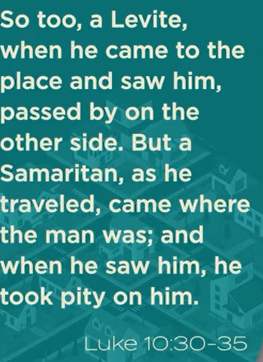 So too, a Levite,
when he came to the
place and saw him,
passed by on the
other side. But a
Samaritan, as he
traveled, came where
the man was; and
when he saw him, he
took pity on him.
Luke 10:30-35